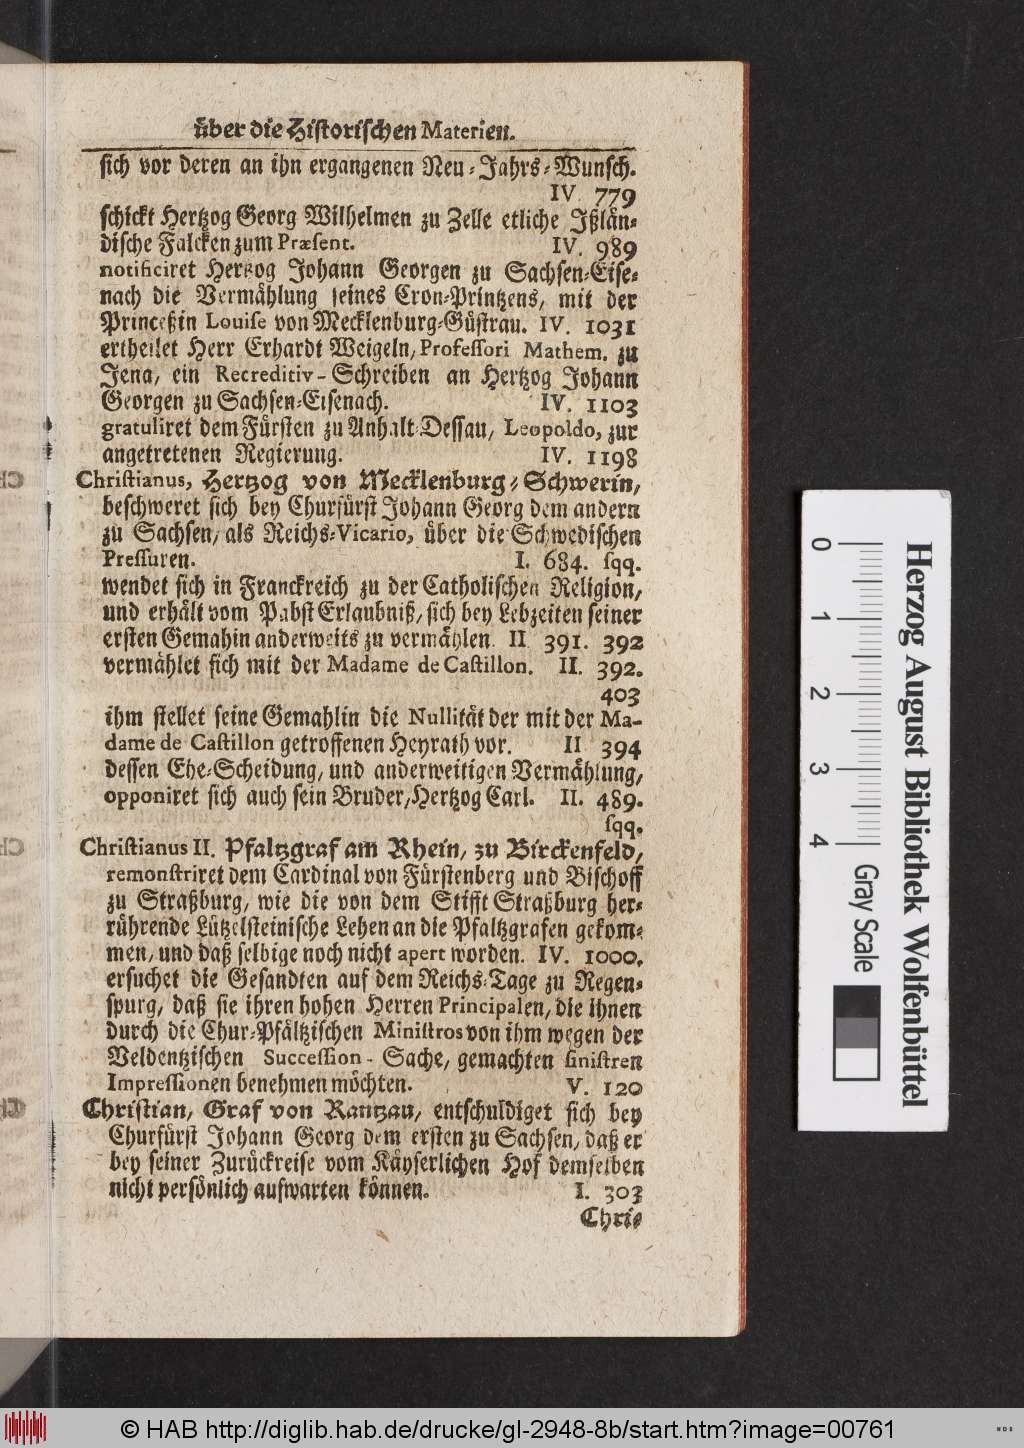 über die Historischen Materien.
sich vor deren an ihn ergangenen Neu-Jahrs-Wunsch.
IV. 779
schickt Hertzog Georg Wilhelmen zu Zelle etliche Ißlän-
dische Falcken zum Præsent. IV. 989
notificiret Hertzog Johann Georgen zu Sachsen-Eise-
nach die Vermählung seines Cron-Printzens, mit der
Princeßin Louise von Mecklenburg-Güstrau. IV. 1031
ertheilet Herr Erhardt Weigeln, Professori Mathem. zu
Jena, ein Recreditiv-Schreiben an Hertzog Johann
Georgen zu Sachsen-Eisenach. IV. 1103
gratuliret dem Fürsten zu Anhalt-Dessau, Leopoldo, zur
angetretenen Regierung. IV. 1198
Christianus, Hertzog von Mecklenburg-Schwerin,
beschweret sich bey Churfürst Johann Georg dem andern
zu Sachsen, als Reichs-Vicario, über die Schwedischen
Pressuren. I. 684. sqq.
wendet sich in Franckreich zu der Catholischen Religion,
und erhält vom Pabst Erlaubniß, sich bey Lebzeiten seiner
ersten Gemahin anderweits zu vermählen. II 391. 392
vermählet sich mit der Madame de Castillon. II. 392.
403
ihm stellet seine Gemahlin die Nullität der mit der Ma-
dame de Castillon getroffenen Heyrath vor. II 394
dessen Ehe-Scheidung, und anderweitigen Vermählung,
opponiret sich auch sein Bruder, Hertzog Carl. II. 489.
sqq.
Christianus II. Pfaltzgraf am Rhein, zu Birckenfeld,
remonstriret dem Cardinal von Fürstenberg und Bischoff
zu Straßburg, wie die von dem Stifft Straßburg her-
rührende Lützelsteinische Lehen an die Pfaltzgrafen gekom-
men, und daß selbige noch nicht apert worden. IV. 1000.
ersuchet die Gesandten auf dem Reichs-Tage zu Regen-
spurg, daß sie ihren hohen Herren Principalen, die ihnen
durch die Chur-Pfältzischen Ministros von ihm wegen der
Veldentzischen Succession-Sache, gemachten sinistren
Impressionen benehmen möchten. V. 120
Christian, Graf von Rantzau, entschuldiget sich bey
Churfürst Johann Georg dem ersten zu Sachsen, daß er
bey seiner Zurückreise vom Käyserlichen Hof demselben
nicht persönlich aufwarten können. I. 303
Chri-
0 1 2 3 4
Gray Scale
Herzog August Bibliothek Wolfenbüttel
© HAB http://diglib.hab.de/drucke/gl-2948-8b/start.htm?image=00761